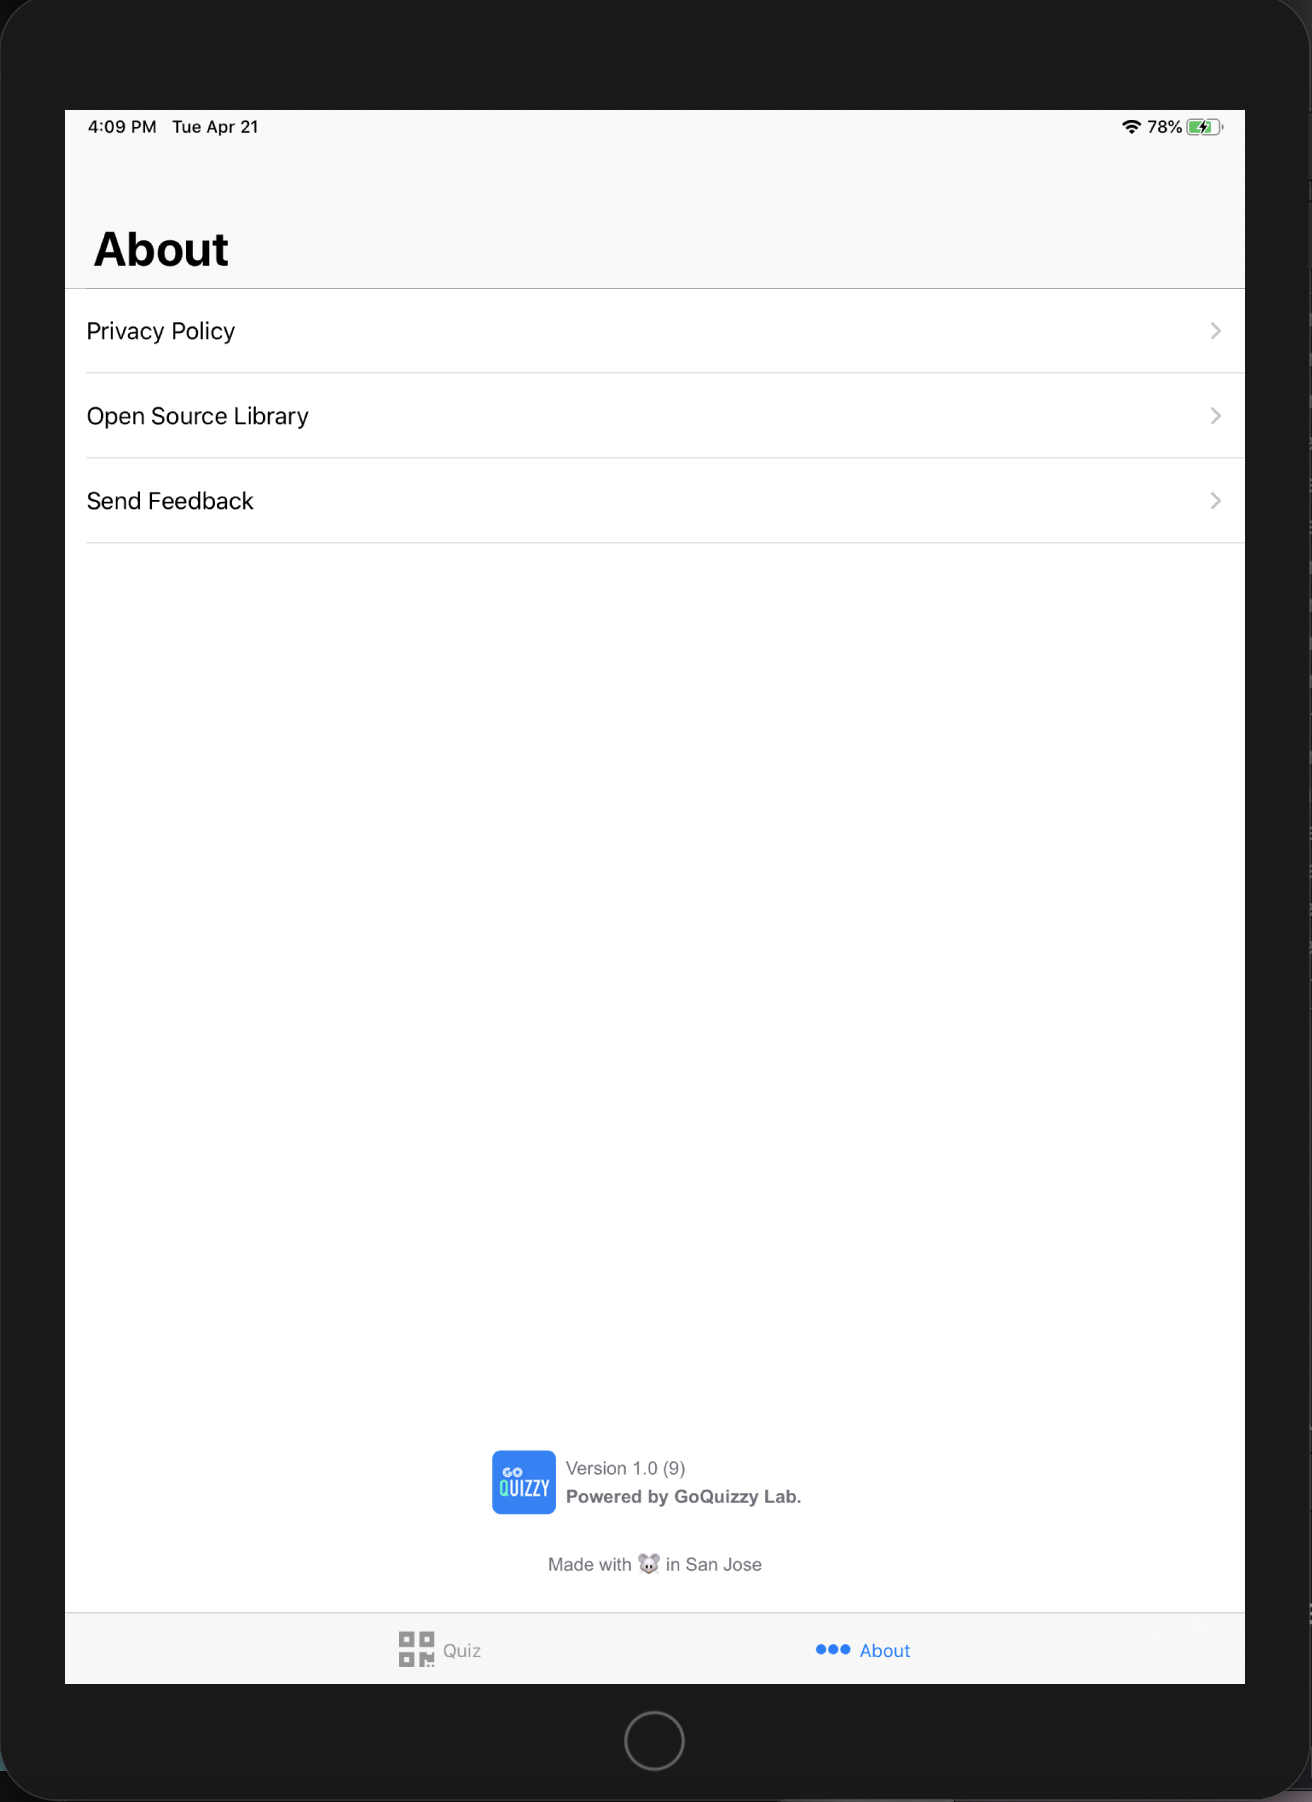 4:09 PM Tue Apr 21 78%
About
Privacy Policy
Open Source Library
Send Feedback
GO
QUIZZY
Version 1.0 (9)
Powered by GoQuizzy Lab.
Made with 🐭 in San Jose
Quiz About